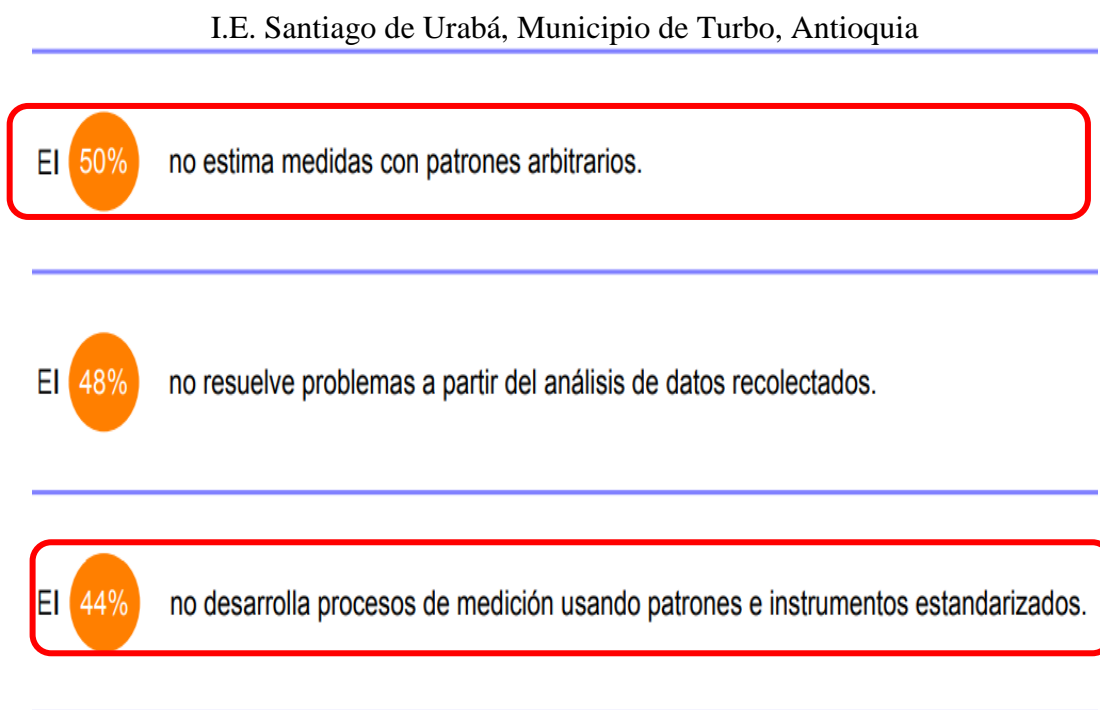 I.E. Santiago de Urabá, Municipio de Turbo, Antioquia
El 50% no estima medidas con patrones arbitrarios.
El 48% no resuelve problemas a partir del análisis de datos recolectados.
El 44% no desarrolla procesos de medición usando patrones e instrumentos estandarizados.